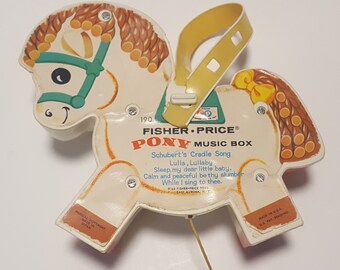 190
FISHER-PRICE®
PONY MUSIC BOX
Schubert's Cradle Song
Lulla, Lullaby
Sleep, my dear little baby,
Calm and peaceful be thy slumber
While I sing to thee.